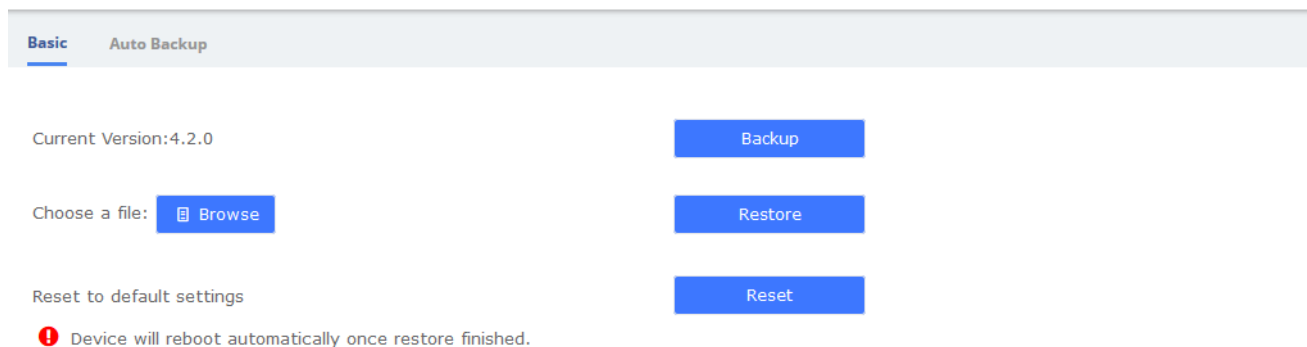 Basic Auto Backup
Current Version:4.2.0 Backup
Choose a file: Browse Restore
Reset to default settings Reset
Device will reboot automatically once restore finished.